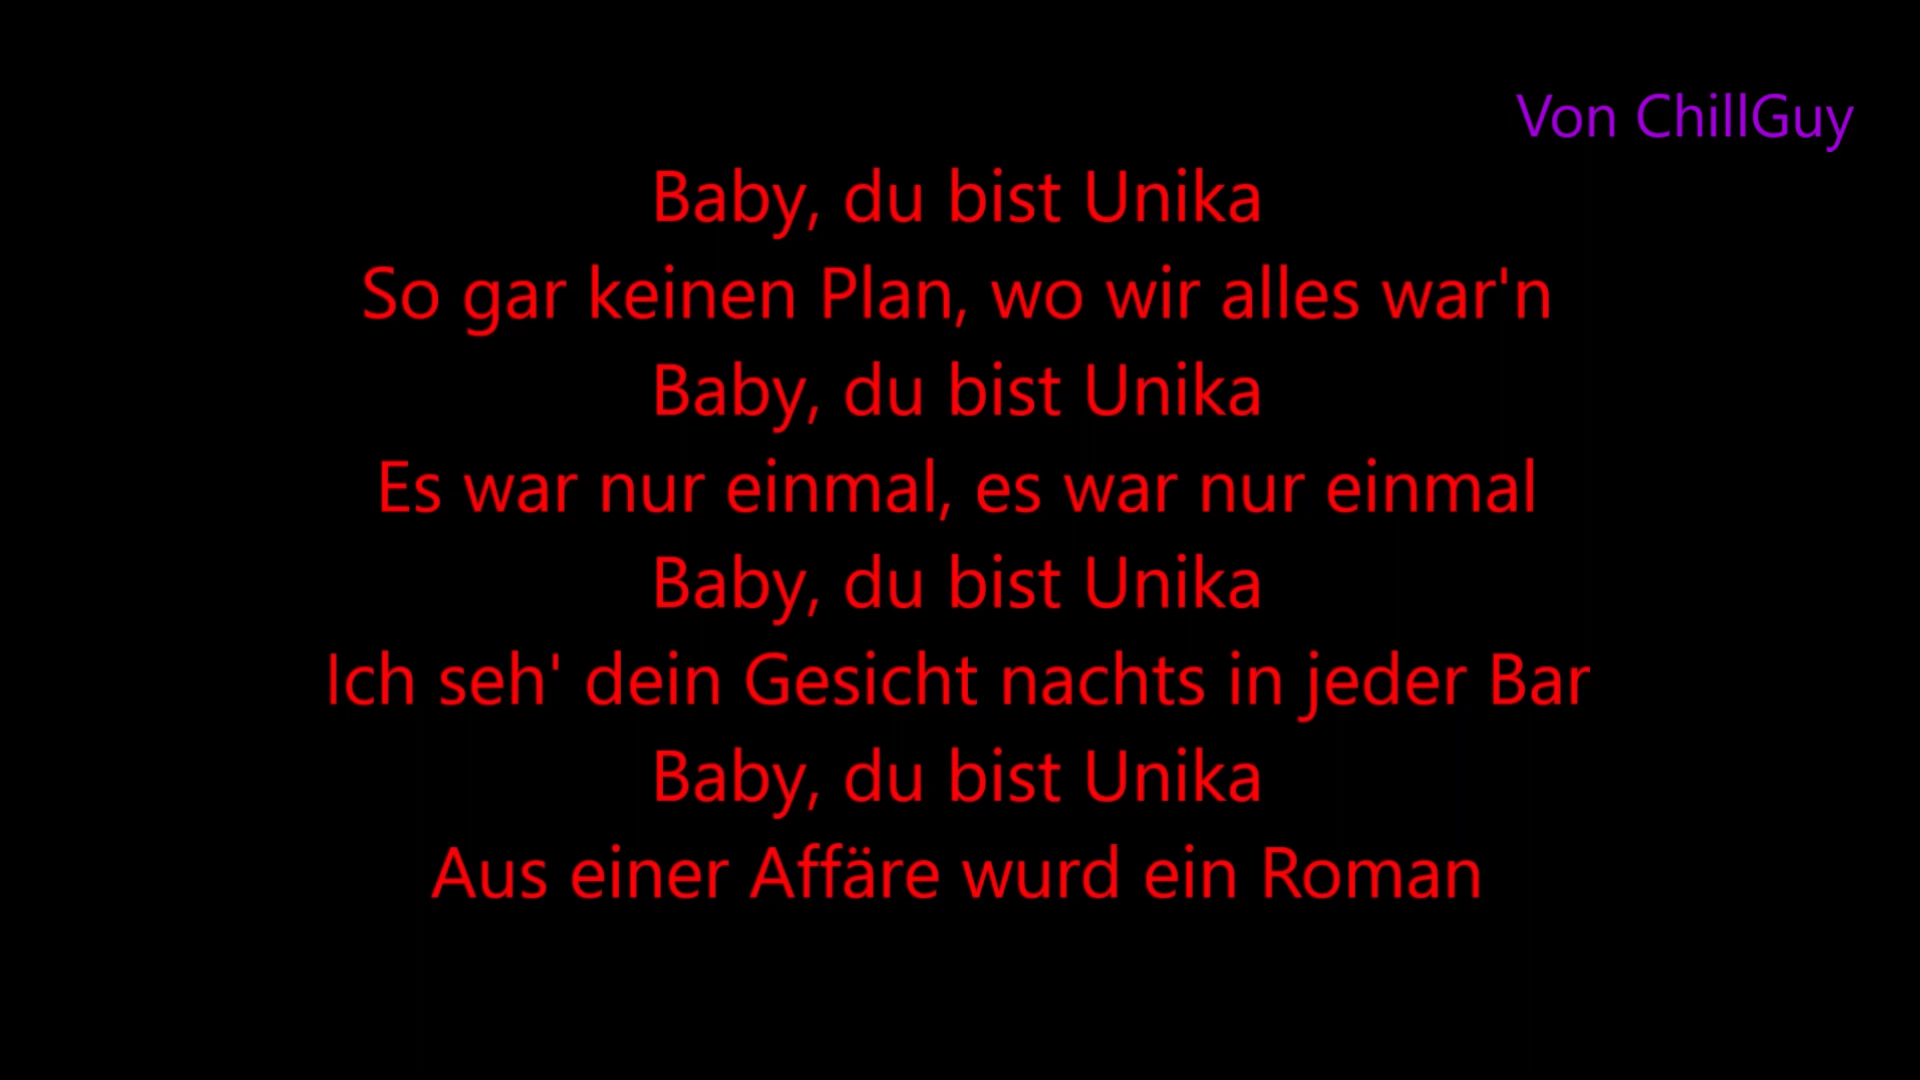 Von ChillGuy
Baby, du bist Unika
So gar keinen Plan, wo wir alles war'n
Baby, du bist Unika
Es war nur einmal, es war nur einmal
Baby, du bist Unika
Ich seh' dein Gesicht nachts in jeder Bar
Baby, du bist Unika
Aus einer Affäre wurd ein Roman